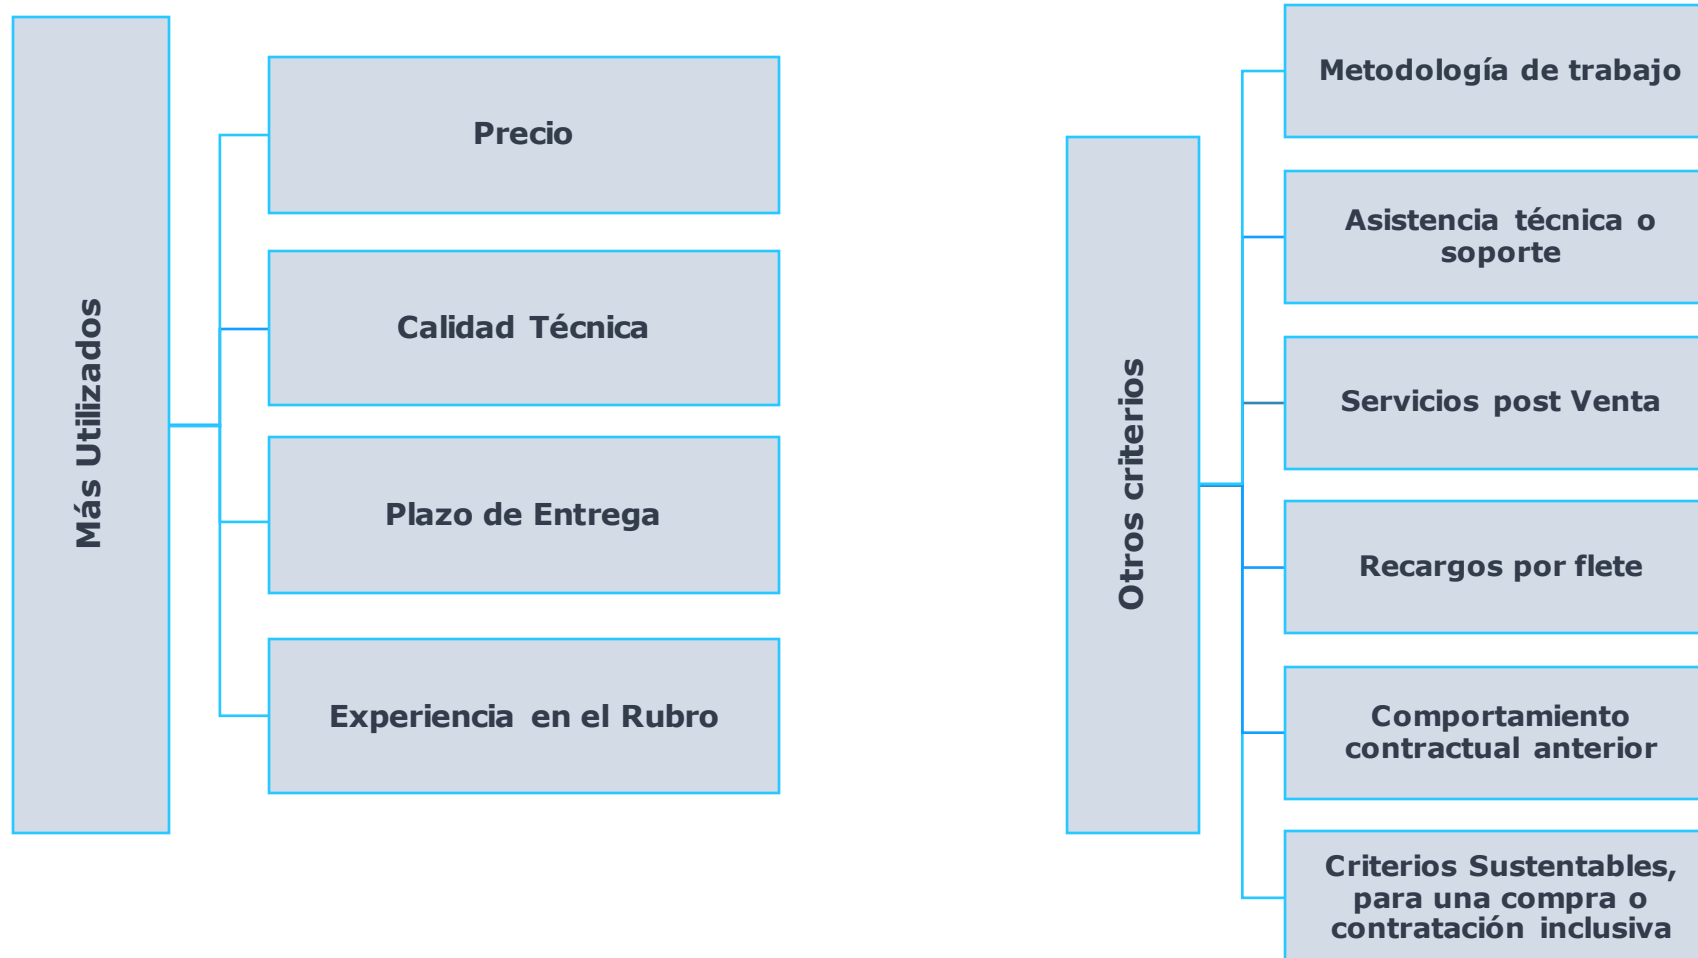 Más Utilizados
Precio
Calidad Técnica
Plazo de Entrega
Experiencia en el Rubro
Otros criterios
Metodología de trabajo
Asistencia técnica o
soporte
Servicios post Venta
Recargos por flete
Comportamiento
contractual anterior
Criterios Sustentables,
para una compra o
contratación inclusiva